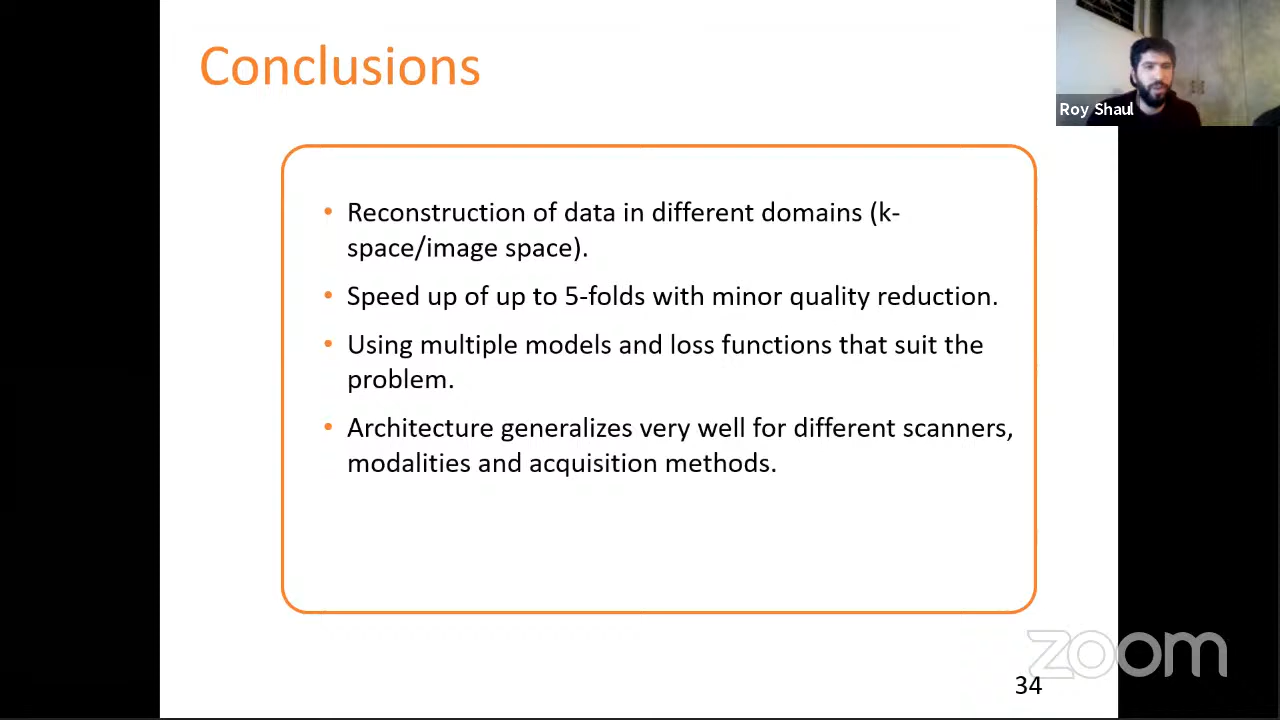 Conclusions
Roy Shaul
• Reconstruction of data in different domains (k-
space/image space).
• Speed up of up to 5-folds with minor quality reduction.
• Using multiple models and loss functions that suit the
problem.
• Architecture generalizes very well for different scanners,
modalities and acquisition methods.
zoom
34